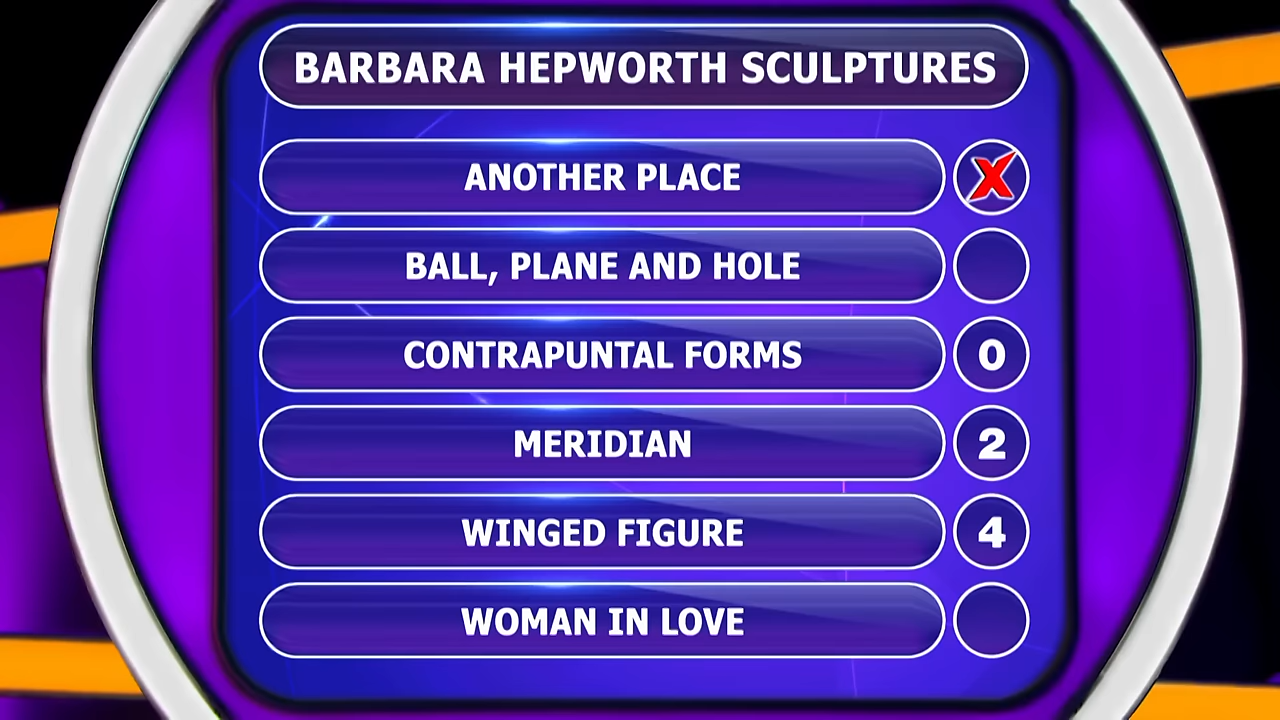 BARBARA HEPWORTH SCULPTURES
ANOTHER PLACE X
BALL, PLANE AND HOLE
CONTRAPUNTAL FORMS 0
MERIDIAN 2
WINGED FIGURE 4
WOMAN IN LOVE